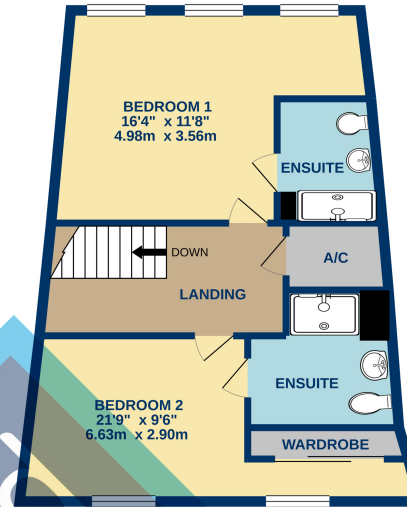 BEDROOM 1
16'4" x 11'8"
4.98m x 3.56m
ENSUITE
DOWN
A/C
LANDING
ENSUITE
BEDROOM 2
21'9" x 9'6"
6.63m x 2.90m
WARDROBE